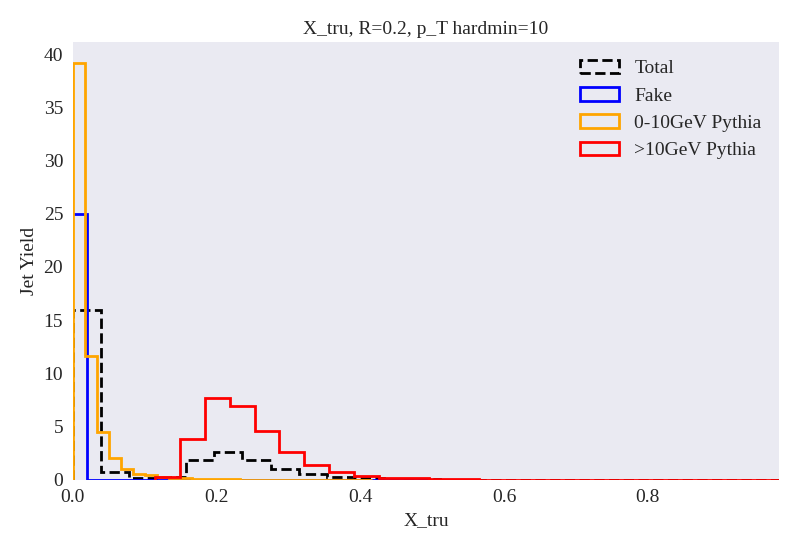 X_tru, R=0.2, p_T hardmin=10
Total
Fake
0-10GeV Pythia
>10GeV Pythia
Jet Yield
40
35
30
25
20
15
10
5
0
0.0 0.2 0.4 0.6 0.8
X_tru